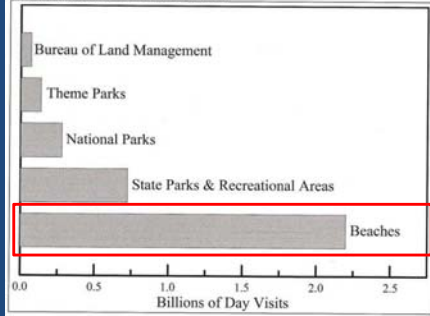 Bureau of Land Management
Theme Parks
National Parks
State Parks & Recreational Areas
Beaches
0.0 0.5 1.0 1.5 2.0 2.5
Billions of Day Visits